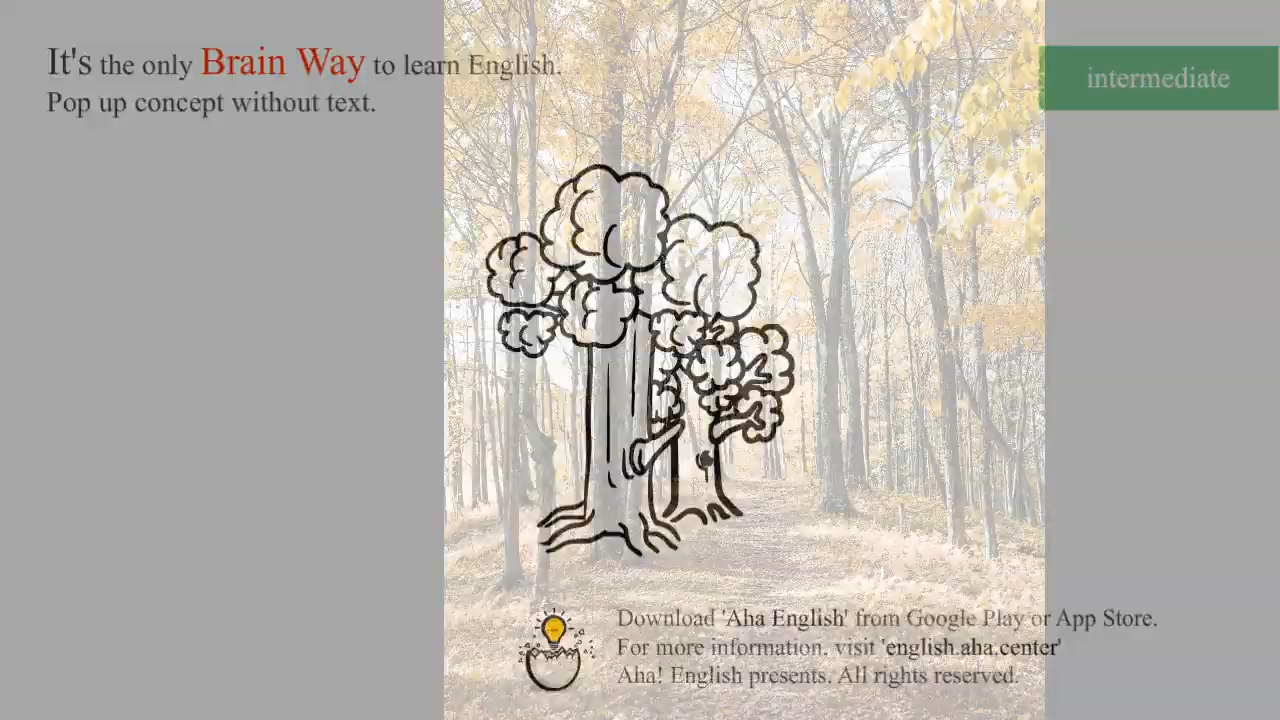 It's the only Brain Way to learn English.
Pop up concept without text.
intermediate
Download 'Aha English' from Google Play or App Store.
For more information, visit 'english.aha.center'
Aha! English presents. All rights reserved.